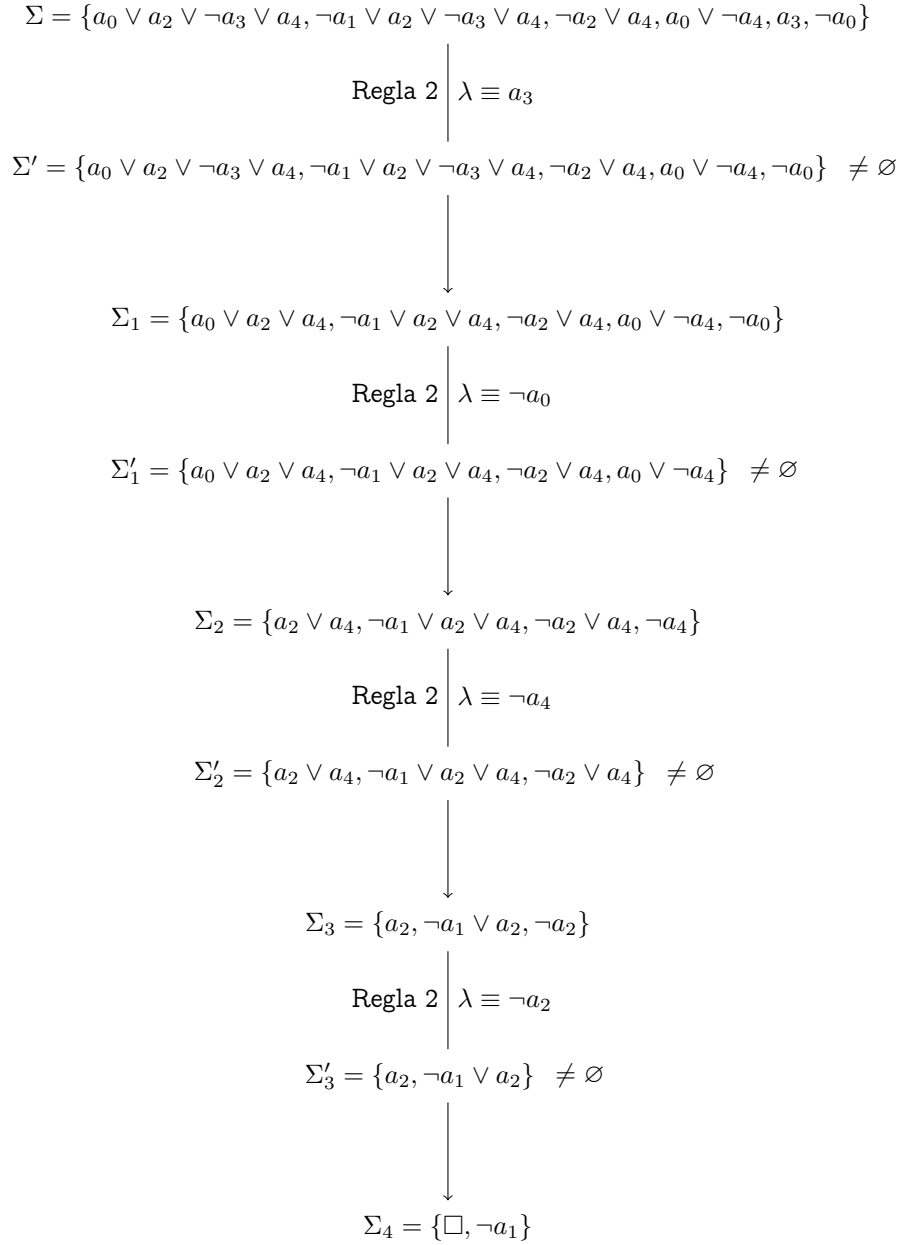 Σ = {a₀ ∨ a₂ ∨ ¬a₃ ∨ a₄, ¬a₁ ∨ a₂ ∨ ¬a₃ ∨ a₄, ¬a₂ ∨ a₄, a₀ ∨ ¬a₄, a₃, ¬a₀}
Regla 2 λ ≡ a₃
Σ′ = {a₀ ∨ a₂ ∨ ¬a₃ ∨ a₄, ¬a₁ ∨ a₂ ∨ ¬a₃ ∨ a₄, ¬a₂ ∨ a₄, a₀ ∨ ¬a₄, ¬a₀} ≠ ∅
Σ₁ = {a₀ ∨ a₂ ∨ a₄, ¬a₁ ∨ a₂ ∨ a₄, ¬a₂ ∨ a₄, a₀ ∨ ¬a₄, ¬a₀}
Regla 2 λ ≡ ¬a₀
Σ′₁ = {a₀ ∨ a₂ ∨ a₄, ¬a₁ ∨ a₂ ∨ a₄, ¬a₂ ∨ a₄, a₀ ∨ ¬a₄} ≠ ∅
Σ₂ = {a₂ ∨ a₄, ¬a₁ ∨ a₂ ∨ a₄, ¬a₂ ∨ a₄, ¬a₄}
Regla 2 λ ≡ ¬a₄
Σ′₂ = {a₂ ∨ a₄, ¬a₁ ∨ a₂ ∨ a₄, ¬a₂ ∨ a₄} ≠ ∅
Σ₃ = {a₂, ¬a₁ ∨ a₂, ¬a₂}
Regla 2 λ ≡ ¬a₂
Σ′₃ = {a₂, ¬a₁ ∨ a₂} ≠ ∅
Σ₄ = {□, ¬a₁}